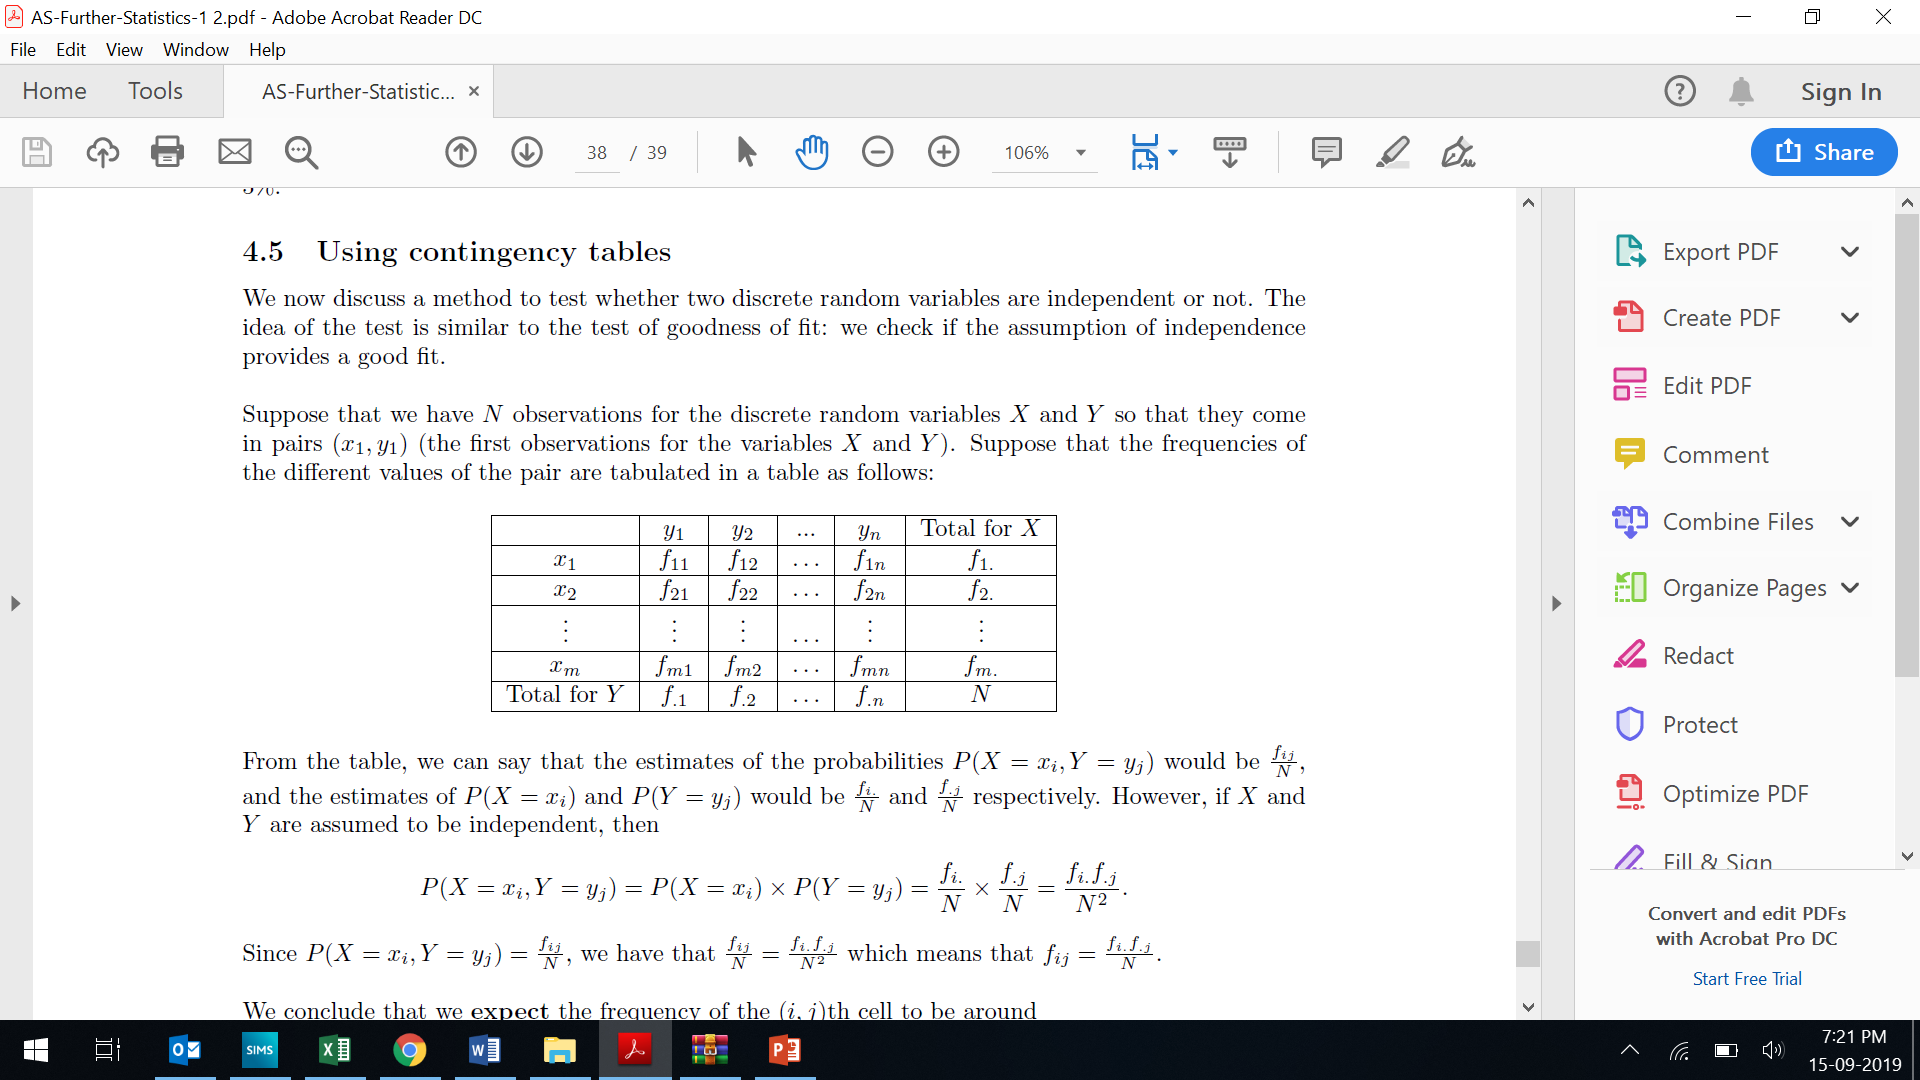 AS-Further-Statistics-1 2.pdf - Adobe Acrobat Reader DC
File Edit View Window Help
Home Tools AS-Further-Statistic... × ? Sign In
38 / 39 106% Share
4.5 Using contingency tables
We now discuss a method to test whether two discrete random variables are independent or not. The
idea of the test is similar to the test of goodness of fit: we check if the assumption of independence
provides a good fit.
Suppose that we have N observations for the discrete random variables X and Y so that they come
in pairs (x₁, y₁) (the first observations for the variables X and Y). Suppose that the frequencies of
the different values of the pair are tabulated in a table as follows:
y₁ y₂ ... yₙ Total for X
x₁ f₁₁ f₁₂ ... f₁ₙ f₁.
x₂ f₂₁ f₂₂ ... f₂ₙ f₂.
⋮ ⋮ ⋮ ... ⋮ ⋮
xₘ fₘ₁ fₘ₂ ... fₘₙ fₘ.
Total for Y f.₁ f.₂ ... f.ₙ N
From the table, we can say that the estimates of the probabilities P(X = xᵢ, Y = yⱼ) would be fᵢⱼ/N,
and the estimates of P(X = xᵢ) and P(Y = yⱼ) would be fᵢ./N and f.ⱼ/N respectively. However, if X and
Y are assumed to be independent, then
P(X = xᵢ, Y = yⱼ) = P(X = xᵢ) × P(Y = yⱼ) = fᵢ./N × f.ⱼ/N = fᵢ.f.ⱼ/N².
Since P(X = xᵢ, Y = yⱼ) = fᵢⱼ/N, we have that fᵢⱼ/N = fᵢ.f.ⱼ/N² which means that fᵢⱼ = fᵢ.f.ⱼ/N.
We conclude that we expect the frequency of the (i, j)th cell to be around
Export PDF
Create PDF
Edit PDF
Comment
Combine Files
Organize Pages
Redact
Protect
Optimize PDF
Fill & Sign
Convert and edit PDFs
with Acrobat Pro DC
Start Free Trial
SIMS
7:21 PM
15-09-2019